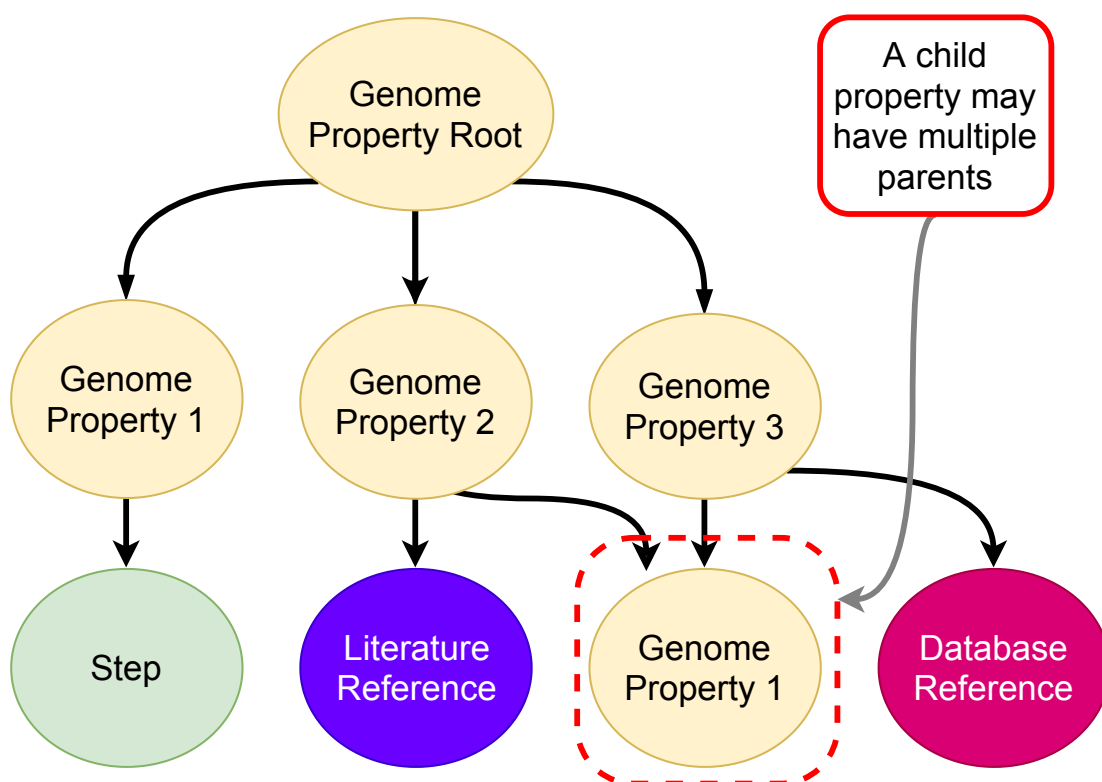 Genome
Property Root
A child
property may
have multiple
parents
Genome
Property 1
Genome
Property 2
Genome
Property 3
Step
Literature
Reference
Genome
Property 1
Database
Reference